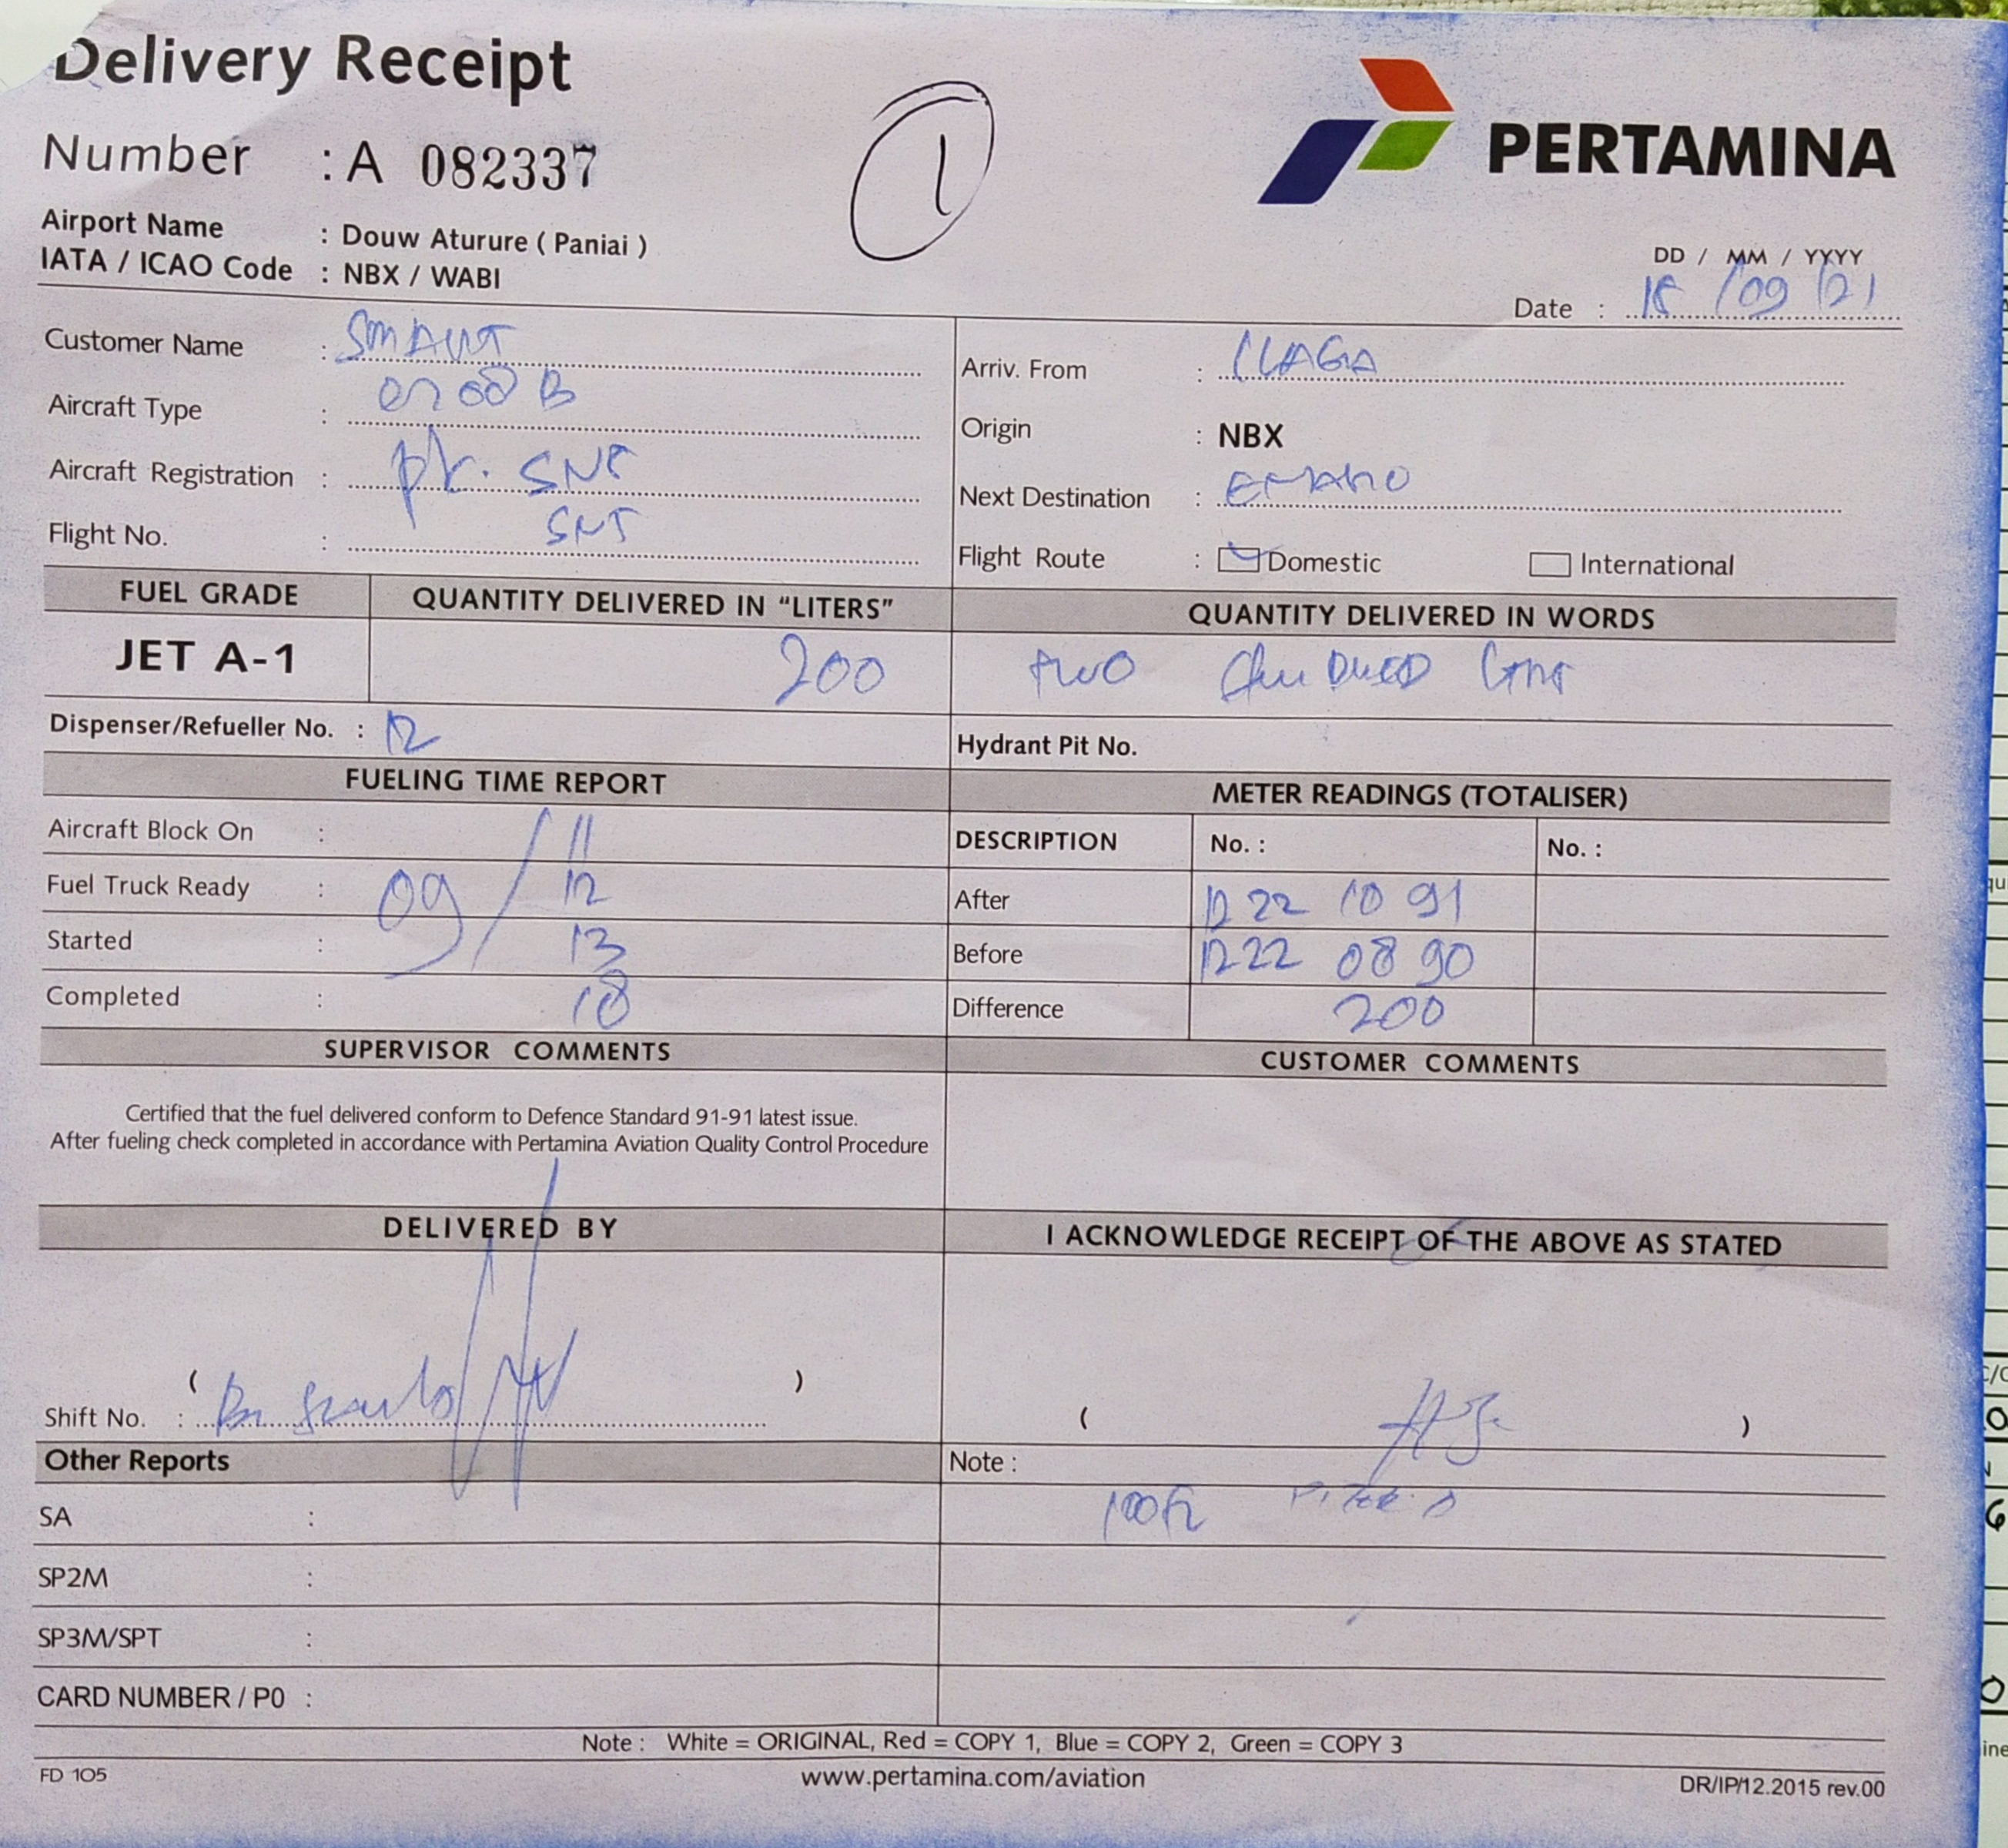 Delivery Receipt
Number : A 082337
1
PERTAMINA
Airport Name : Douw Aturure ( Paniai )
IATA / ICAO Code : NBX / WABI
DD / MM / YYYY
Date : /09/21
Customer Name :
Arriv. From : ILAGA
Aircraft Type :
Origin : NBX
Aircraft Registration : PK.
Next Destination :
Flight No. :
Flight Route : Domestic International
FUEL GRADE QUANTITY DELIVERED IN “LITERS” QUANTITY DELIVERED IN WORDS
JET A-1 200 two
Dispenser/Refueller No. : 12
Hydrant Pit No.
FUELING TIME REPORT METER READINGS (TOTALISER)
Aircraft Block On : 09 / 11
DESCRIPTION No. : No. :
Fuel Truck Ready : 12
After 12 22 10 91
Started : 13
Before 12 22 08 90
Completed : 18
Difference 200
SUPERVISOR COMMENTS CUSTOMER COMMENTS
Certified that the fuel delivered conform to Defence Standard 91-91 latest issue.
After fueling check completed in accordance with Pertamina Aviation Quality Control Procedure
DELIVERED BY I ACKNOWLEDGE RECEIPT OF THE ABOVE AS STATED
( )
Shift No. :
( )
Other Reports Note :
SA :
SP2M :
SP3M/SPT :
CARD NUMBER / PO :
Note : White = ORIGINAL, Red = COPY 1, Blue = COPY 2, Green = COPY 3
FD 105 www.pertamina.com/aviation DR/IP/12.2015 rev.00